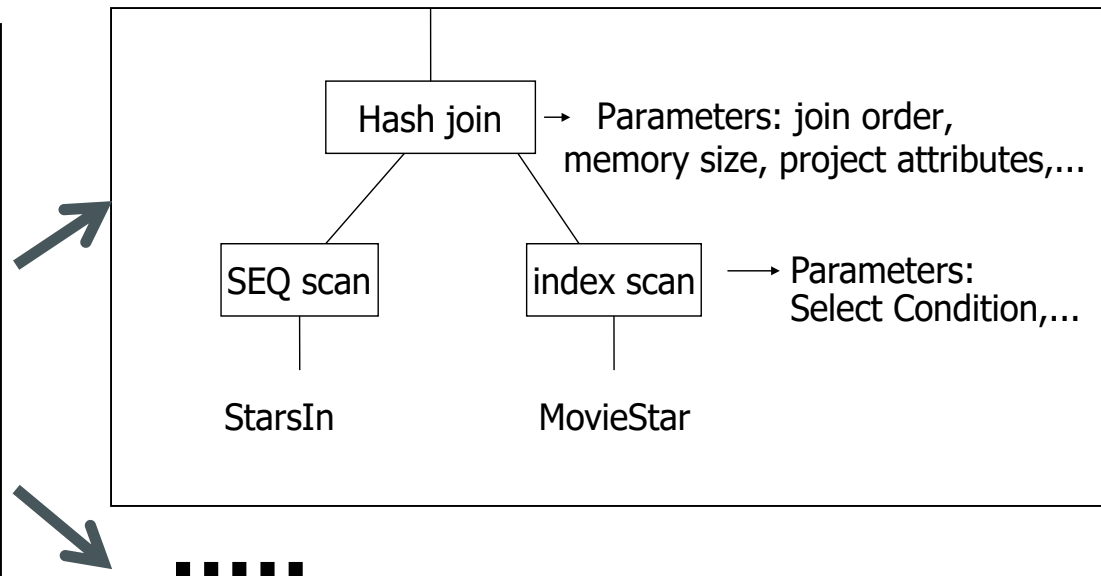 Hash join
Parameters: join order,
memory size, project attributes,...
SEQ scan
index scan
Parameters:
Select Condition,...
StarsIn
MovieStar
.....